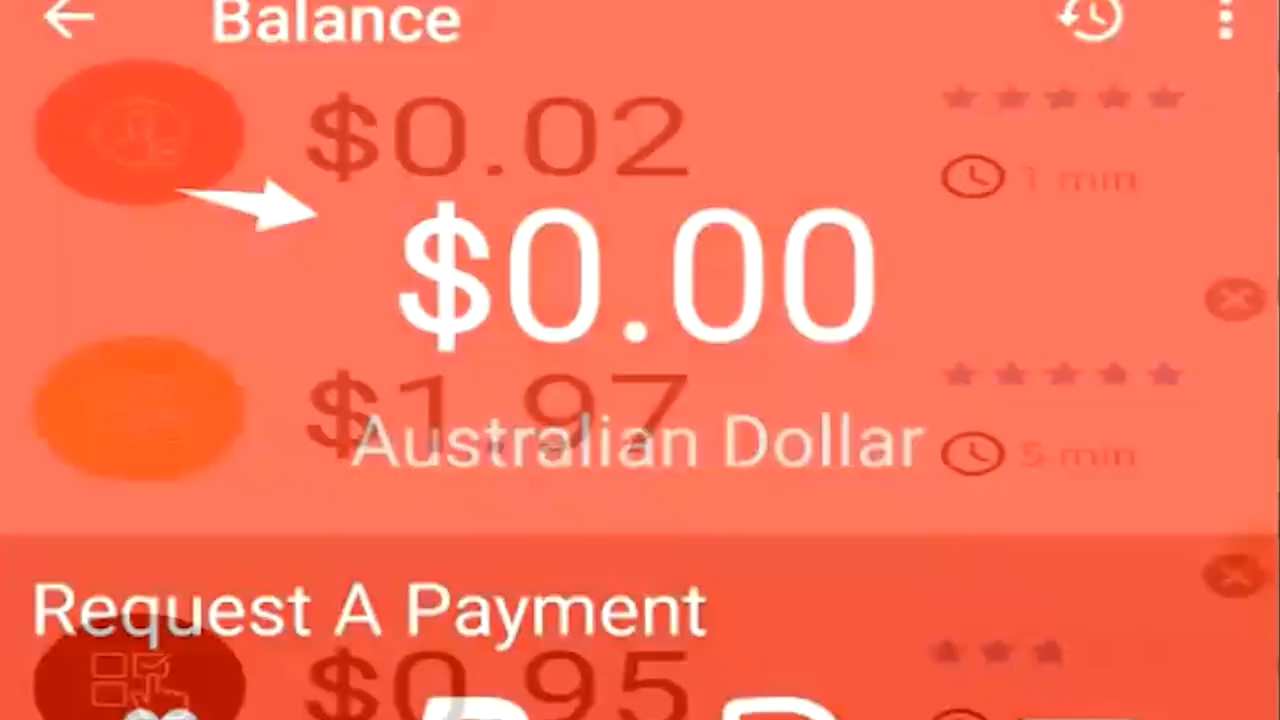 Balance
$0.02
1 min
$0.00
$1.97
Australian Dollar
5 min
Request A Payment
$0.95